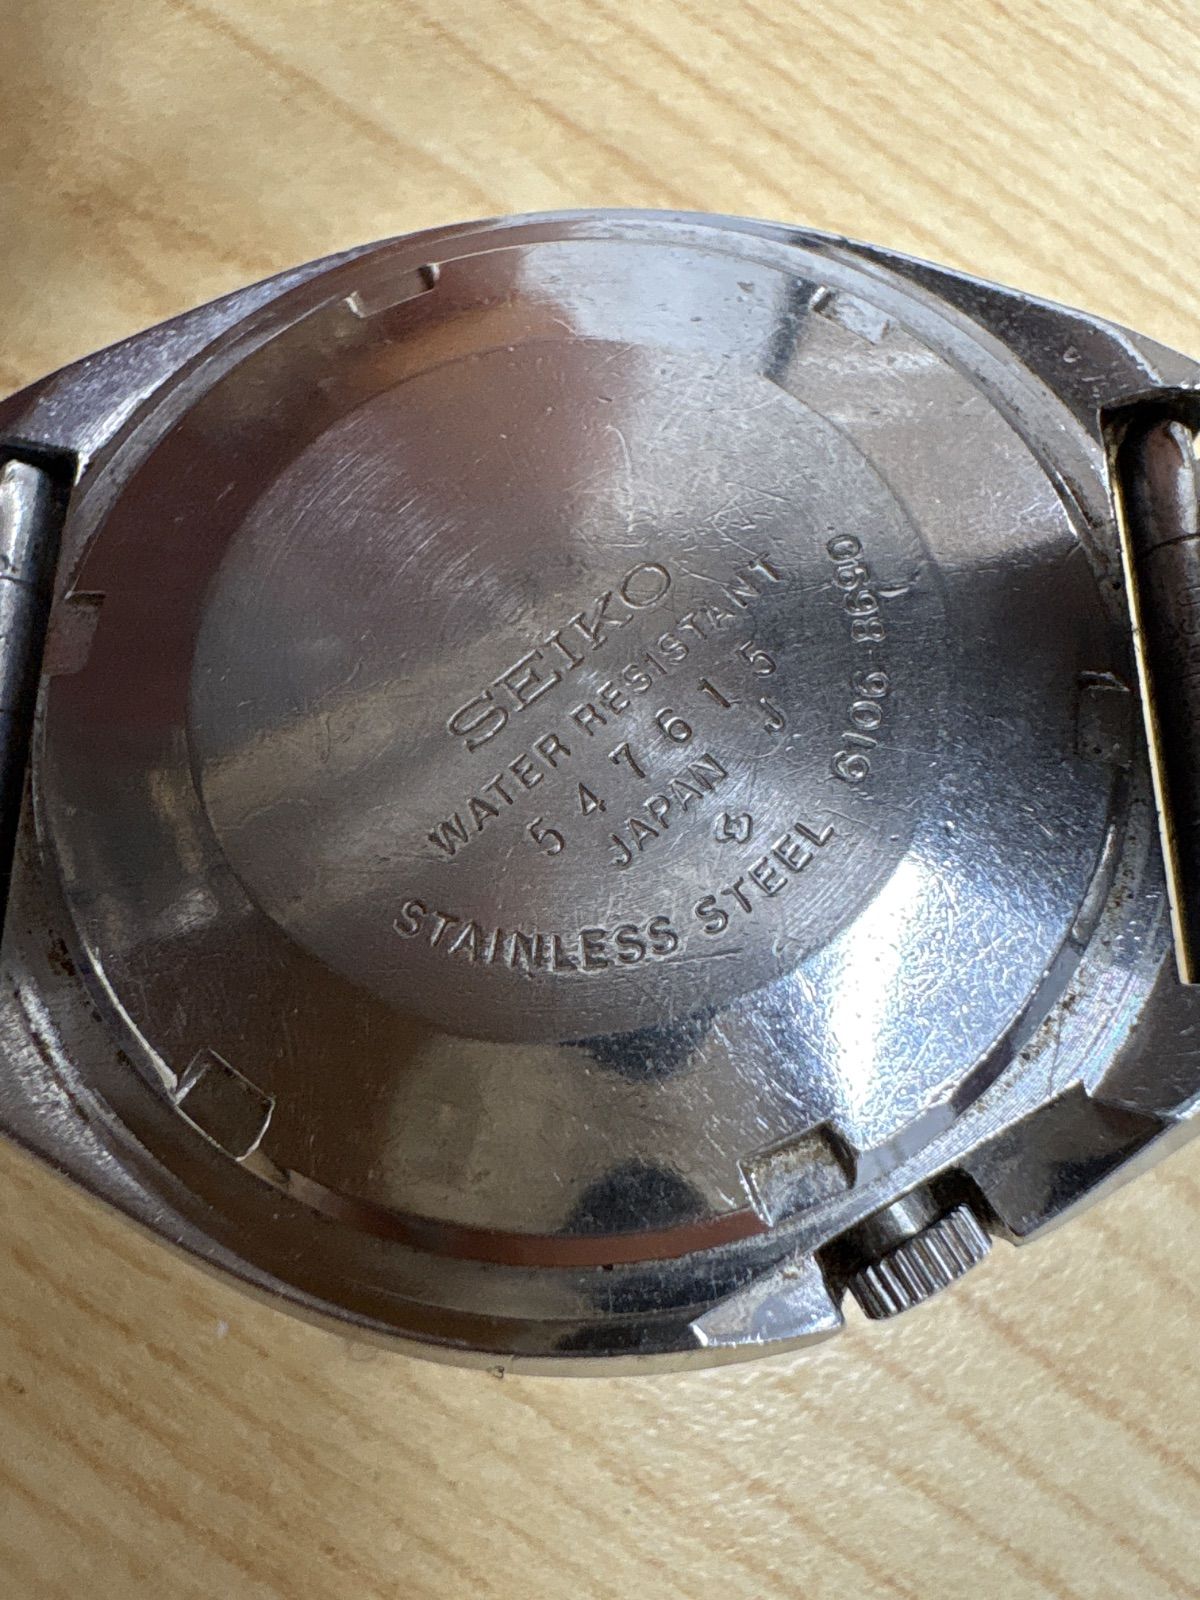 SEIKO
WATER RESISTANT
547615
JAPAN J
STAINLESS STEEL
6106-8690